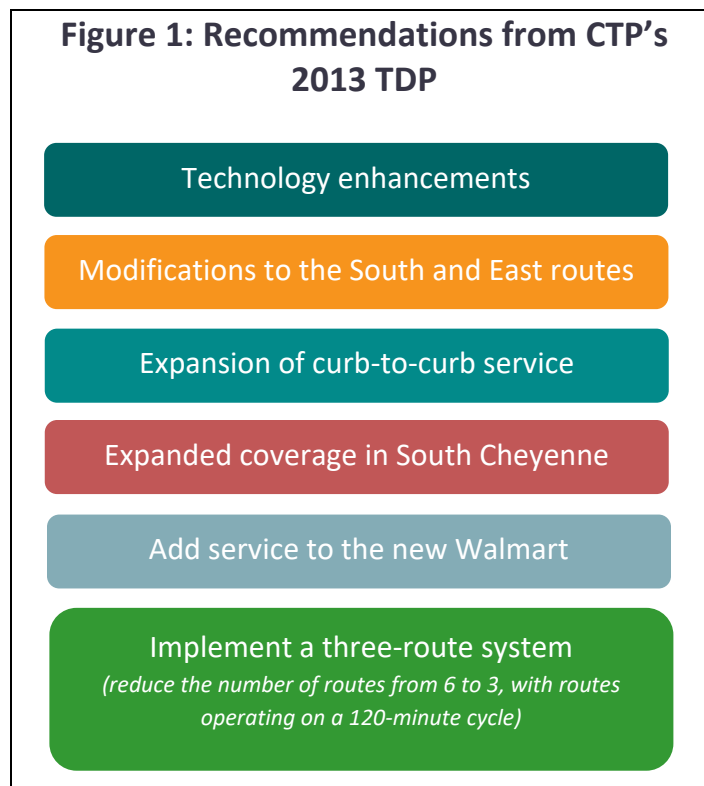 Figure 1: Recommendations from CTP’s
2013 TDP
Technology enhancements
Modifications to the South and East routes
Expansion of curb-to-curb service
Expanded coverage in South Cheyenne
Add service to the new Walmart
Implement a three-route system
(reduce the number of routes from 6 to 3, with routes
operating on a 120-minute cycle)